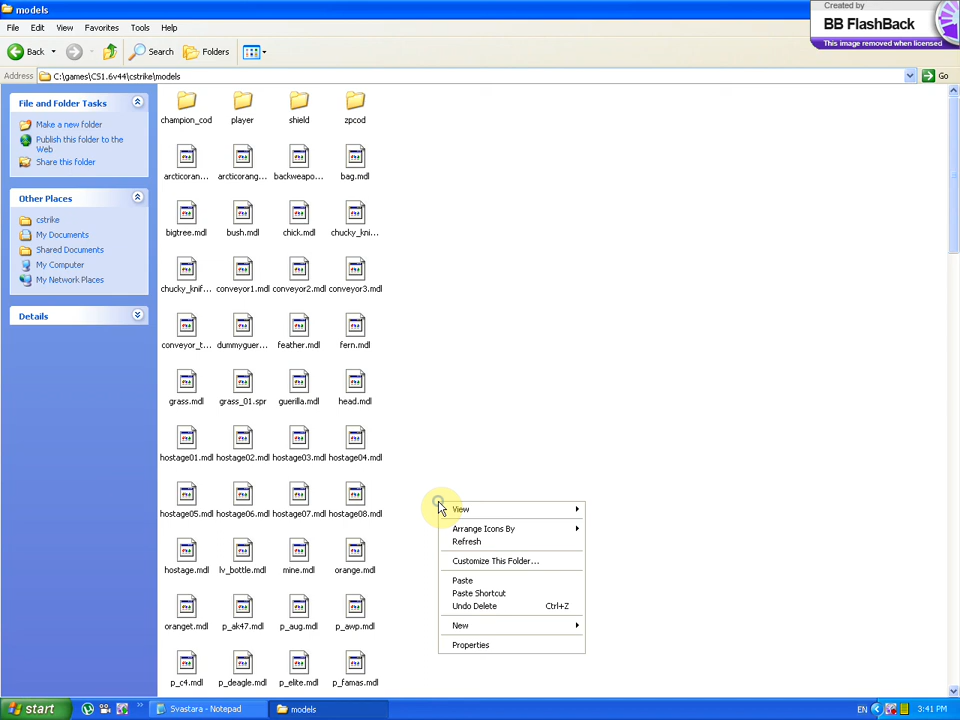 models
Created by
BB FlashBack
This image removed when licensed
File Edit View Favorites Tools Help
Back Search Folders
Address C:\games\CS1.6v44\cstrike\models Go
File and Folder Tasks
Make a new folder
Publish this folder to the
Web
Share this folder
Other Places
cstrike
My Documents
Shared Documents
My Computer
My Network Places
Details
champion_cod player shield zpcod
arcticoran... arcticorang... backweapo... bag.mdl
bigtree.mdl bush.mdl chick.mdl chucky_kni...
chucky_knif... conveyor1.mdl conveyor2.mdl conveyor3.mdl
conveyor_t... dummyguer... feather.mdl fern.mdl
grass.mdl grass_01.spr guerilla.mdl head.mdl
hostage01.mdl hostage02.mdl hostage03.mdl hostage04.mdl
hostage05.mdl hostage06.mdl hostage07.mdl hostage08.mdl
hostage.mdl lv_bottle.mdl mine.mdl orange.mdl
oranget.mdl p_ak47.mdl p_aug.mdl p_awp.mdl
p_c4.mdl p_deagle.mdl p_elite.mdl p_famas.mdl
View
Arrange Icons By
Refresh
Customize This Folder...
Paste
Paste Shortcut
Undo Delete Ctrl+Z
New
Properties
start Svastara - Notepad models EN 3:41 PM